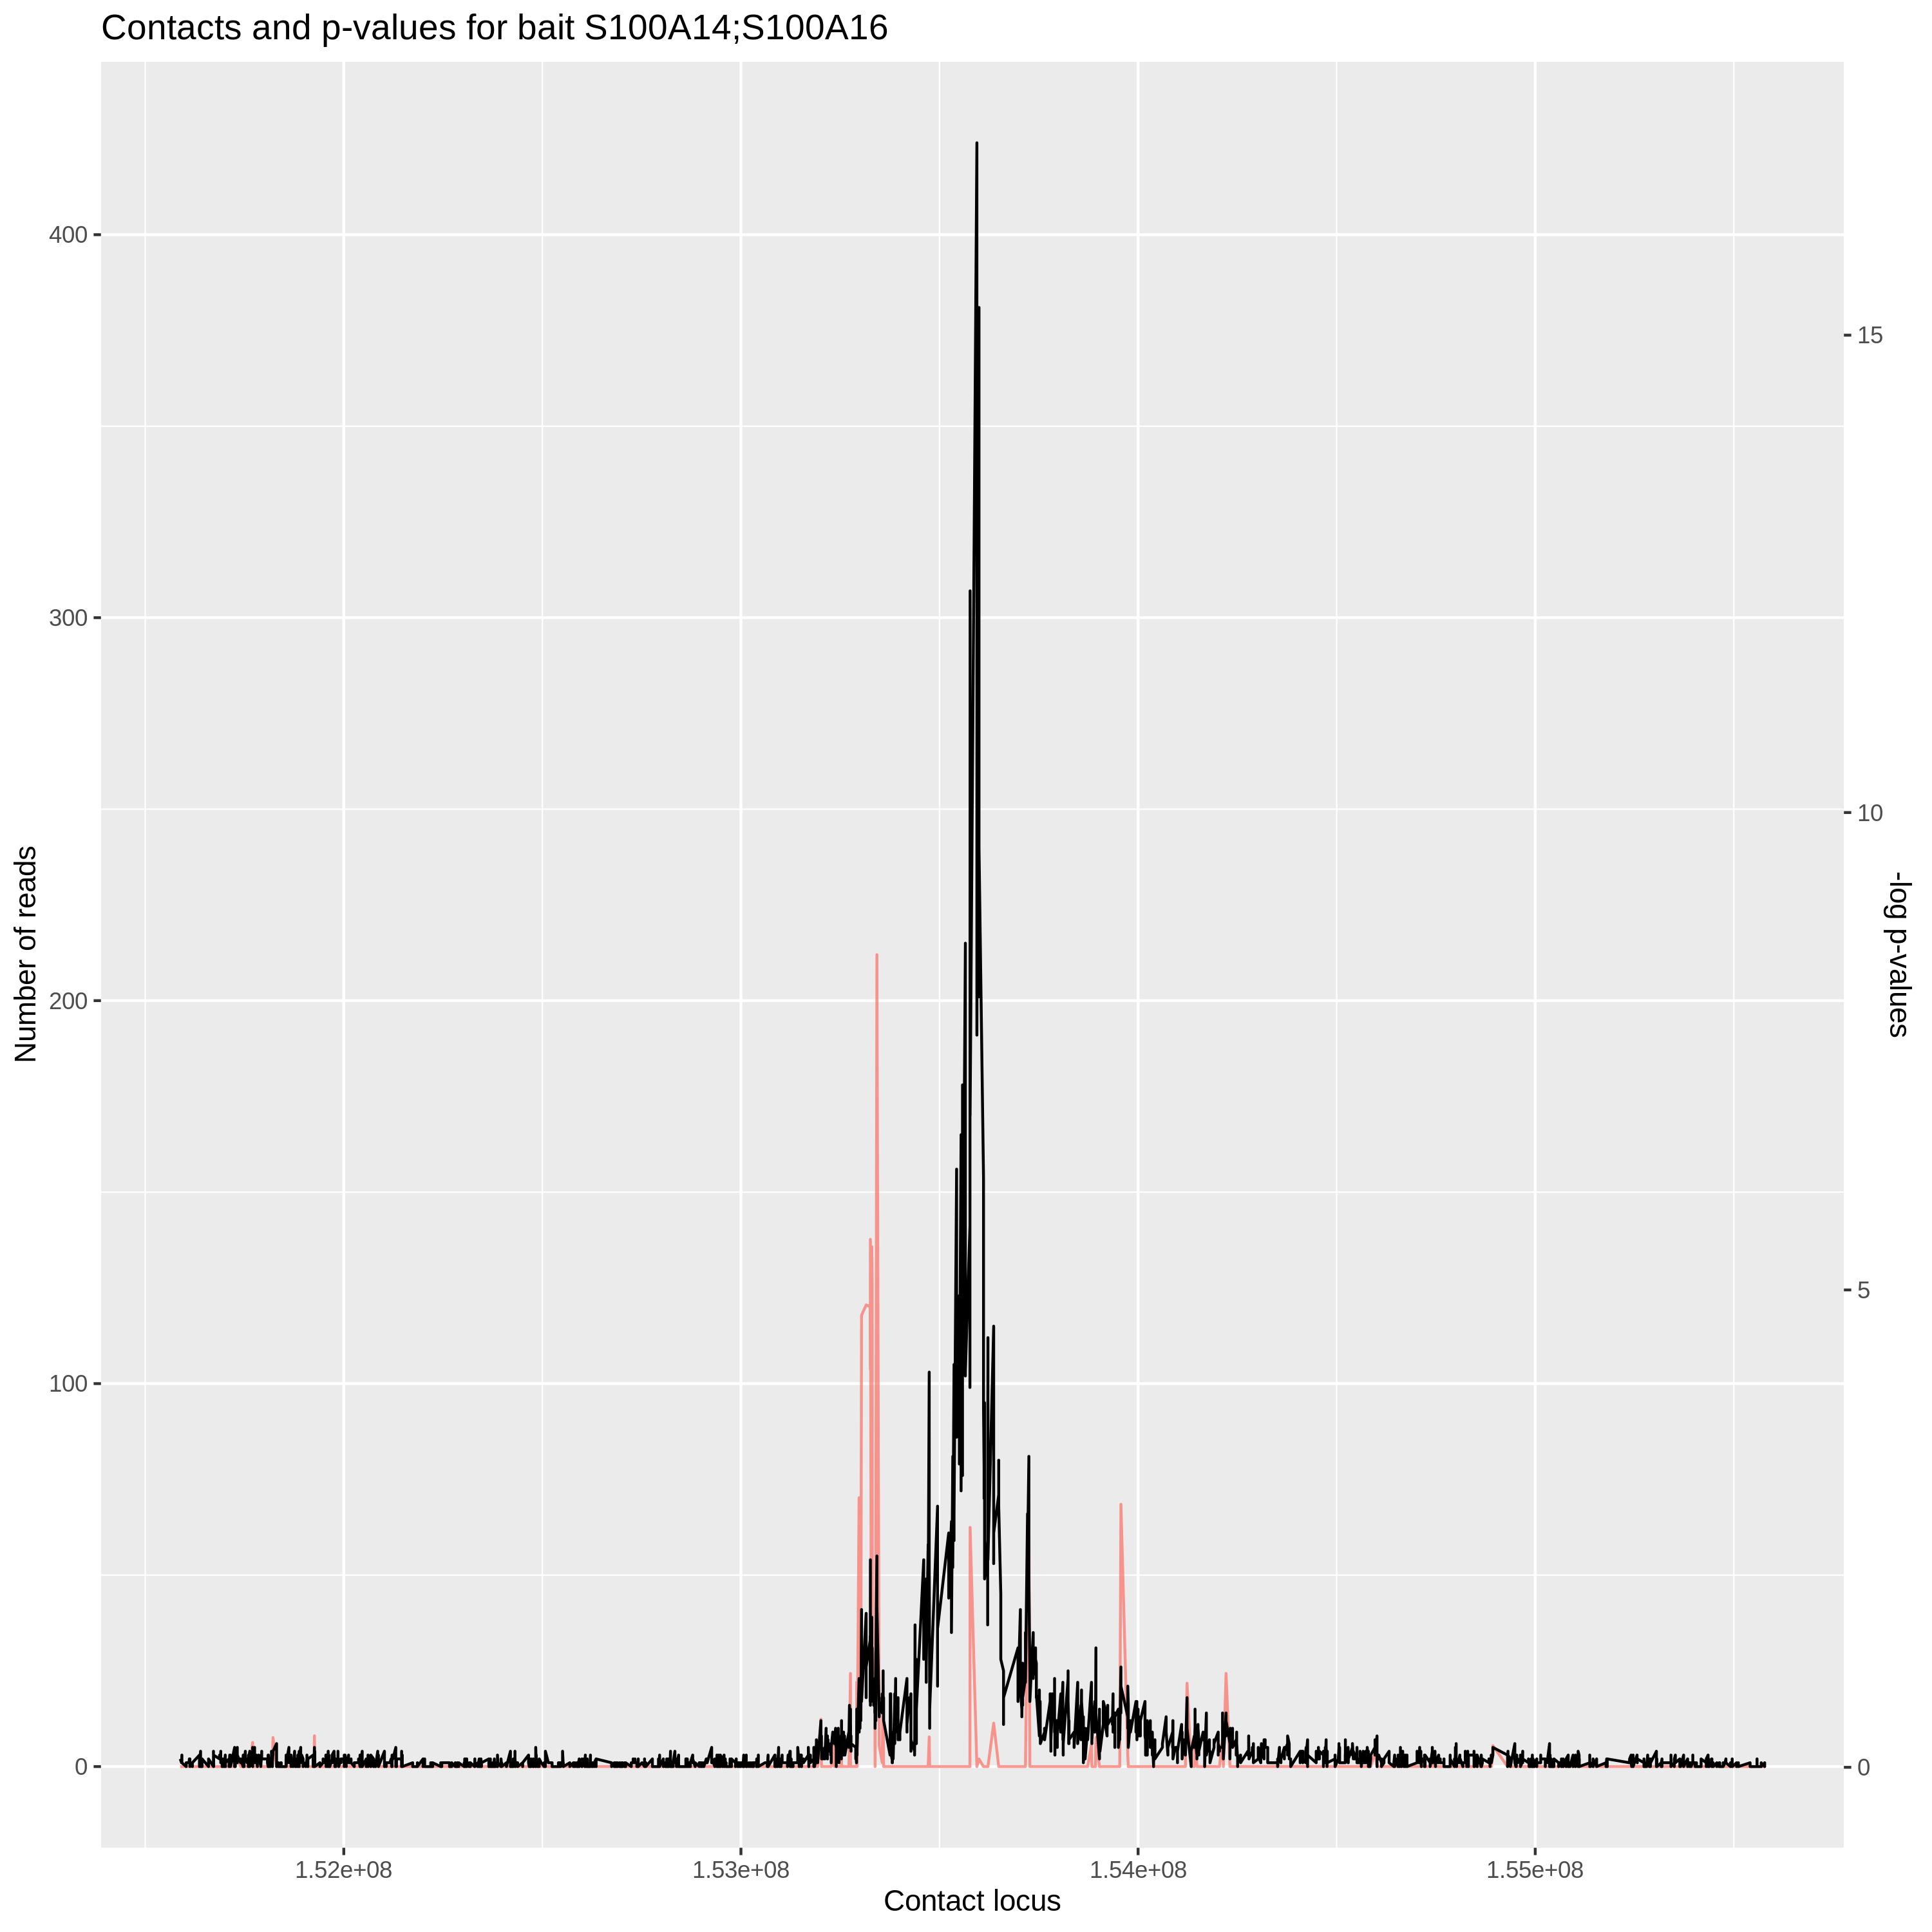 Contacts and p-values for bait S100A14;S100A16
400
300
200
100
0
Number of reads
15
10
5
0
-log p-values
1.52e+08
1.53e+08
1.54e+08
1.55e+08
Contact locus